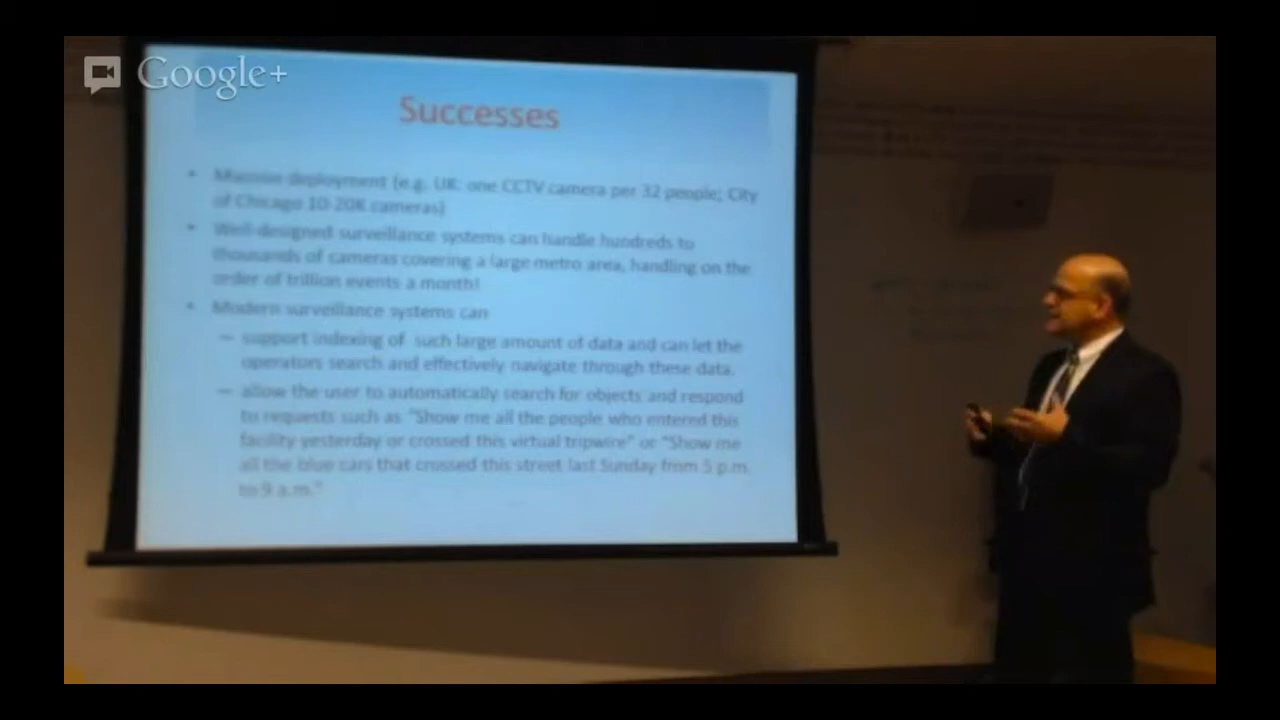 Google+
Successes
• Massive deployment (e.g. UK: one CCTV camera per 32 people; City
of Chicago 10-20K cameras)
• Well-designed surveillance systems can handle hundreds to
thousands of cameras covering a large metro area, handling on the
order of trillion events a month!
• Modern surveillance systems can
– support indexing of such large amount of data and can let the
operators search and effectively navigate through these data.
– allow the user to automatically search for objects and respond
to requests such as "Show me all the people who entered this
facility yesterday or crossed this virtual tripwire" or "Show me
all the blue cars that crossed this street last Sunday from 5 p.m.
to 9 a.m."